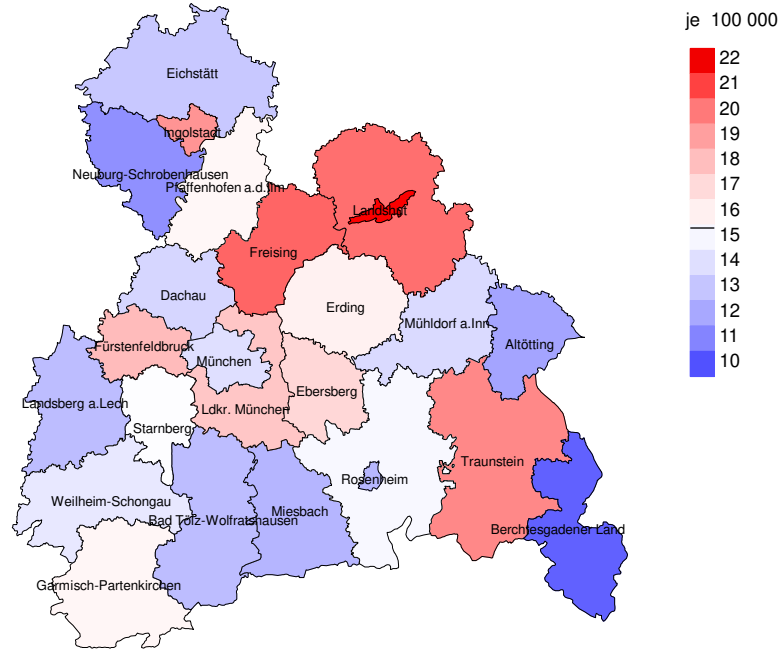 je 100 000
22
21
20
19
18
17
16
15
14
13
12
11
10
Eichstätt
Ingolstadt
Neuburg-Schrobenhausen
Pfaffenhofen a.d.Ilm
Landshut
Freising
Dachau
Erding
Mühldorf a.Inn
Altötting
Fürstenfeldbruck
München
Ebersberg
Landsberg a.Lech
Ldkr. München
Starnberg
Traunstein
Rosenheim
Weilheim-Schongau
Miesbach
Bad Tölz-Wolfratshausen
Berchtesgadener Land
Garmisch-Partenkirchen